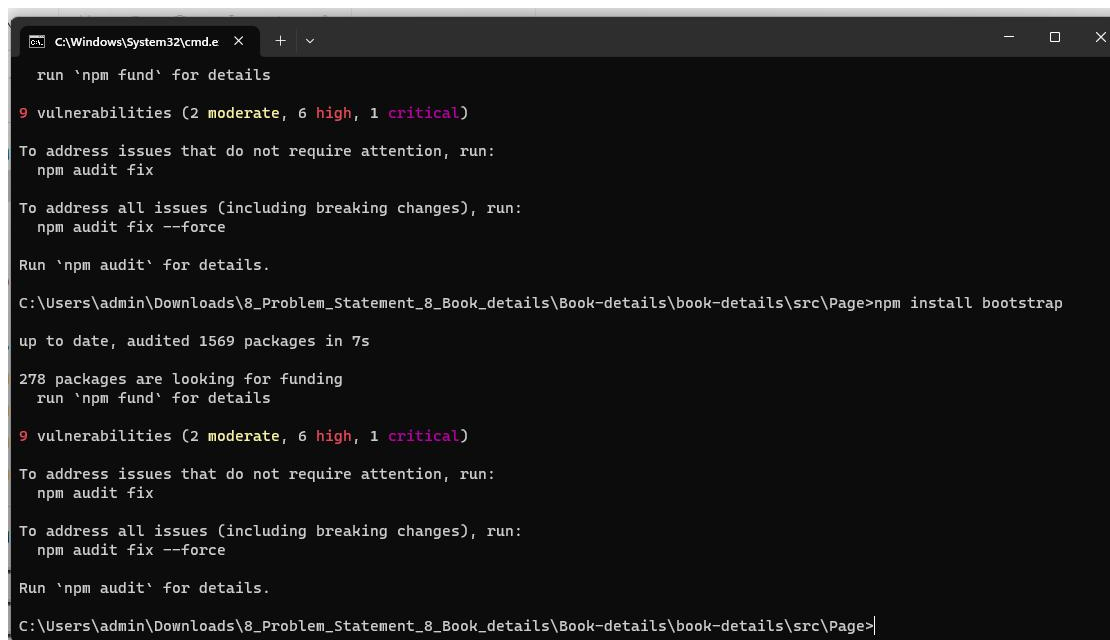 C:\Windows\System32\cmd.e
run `npm fund` for details
9 vulnerabilities (2 moderate, 6 high, 1 critical)
To address issues that do not require attention, run:
npm audit fix
To address all issues (including breaking changes), run:
npm audit fix --force
Run `npm audit` for details.
C:\Users\admin\Downloads\8_Problem_Statement_8_Book_details\Book-details\book-details\src\Page>npm install bootstrap
up to date, audited 1569 packages in 7s
278 packages are looking for funding
run `npm fund` for details
9 vulnerabilities (2 moderate, 6 high, 1 critical)
To address issues that do not require attention, run:
npm audit fix
To address all issues (including breaking changes), run:
npm audit fix --force
Run `npm audit` for details.
C:\Users\admin\Downloads\8_Problem_Statement_8_Book_details\Book-details\book-details\src\Page>